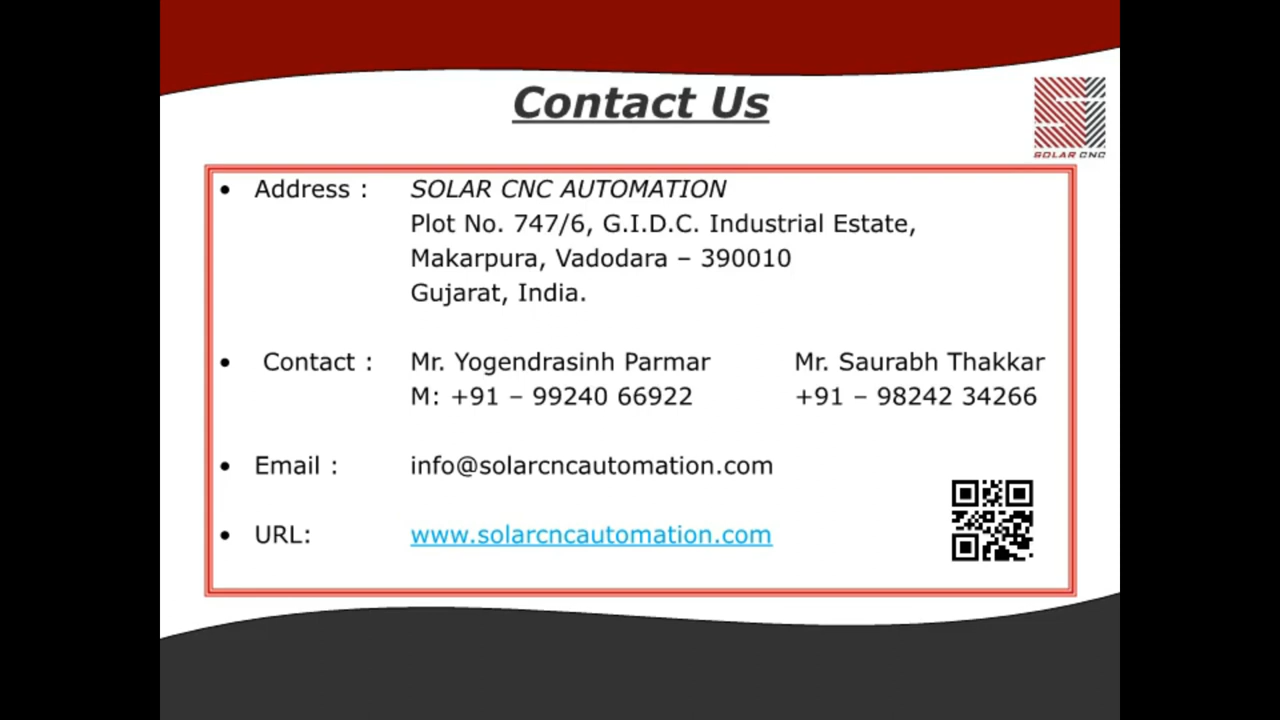 Contact Us
SOLAR CNC
• Address : SOLAR CNC AUTOMATION
Plot No. 747/6, G.I.D.C. Industrial Estate,
Makarpura, Vadodara – 390010
Gujarat, India.
• Contact : Mr. Yogendrasinh Parmar Mr. Saurabh Thakkar
M: +91 – 99240 66922 +91 – 98242 34266
• Email : info@solarcncautomation.com
• URL: www.solarcncautomation.com